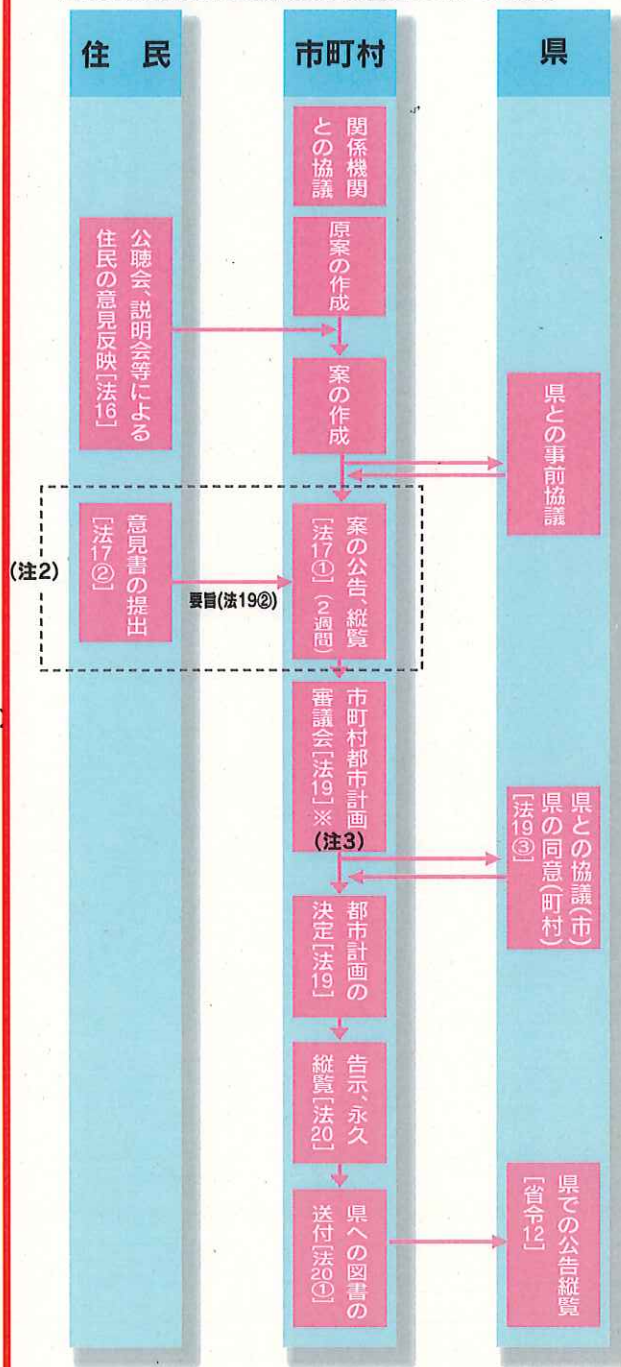 住民
市町村
県
関係機関
との協議
原案の作成
公聴会、説明会等による
住民の意見反映[法16]
案の作成
県との事前協議
(注2)
意見書の提出
[法17②]
要旨(法19②)
案の公告、縦覧
[法17①](2週間)
市町村都市計画
審議会[法19]※
(注3)
県との協議(市)
県の同意(町村)
[法19③]
都市計画の
決定[法19]
告示、永久
縦覧[法20]
県への図書の
送付[法20①]
県での公告縦覧
[省令12]